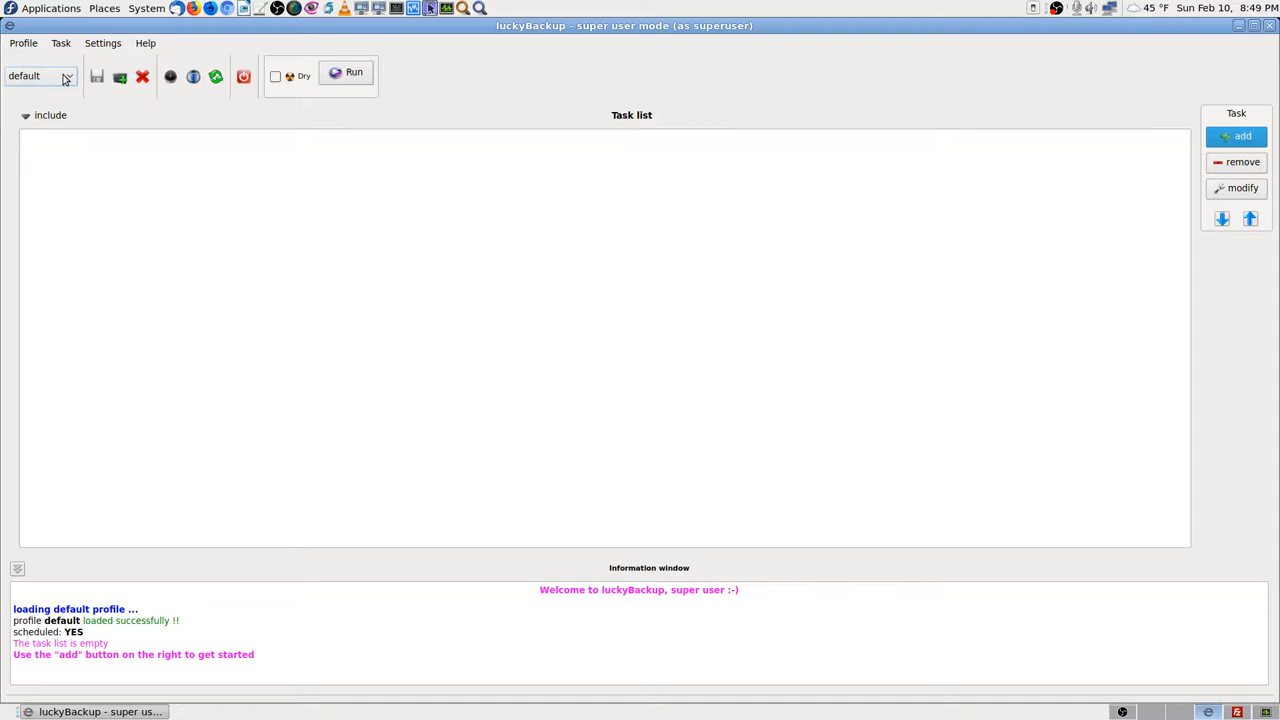 Applications Places System 45 °F Sun Feb 10, 8:49 PM
luckyBackup - super user mode (as superuser)
Profile Task Settings Help
default Dry Run
include Task list Task
add
remove
modify
Information window
Welcome to luckyBackup, super user :-)
loading default profile ...
profile default loaded successfully !!
scheduled: YES
The task list is empty
Use the "add" button on the right to get started
luckyBackup - super us...